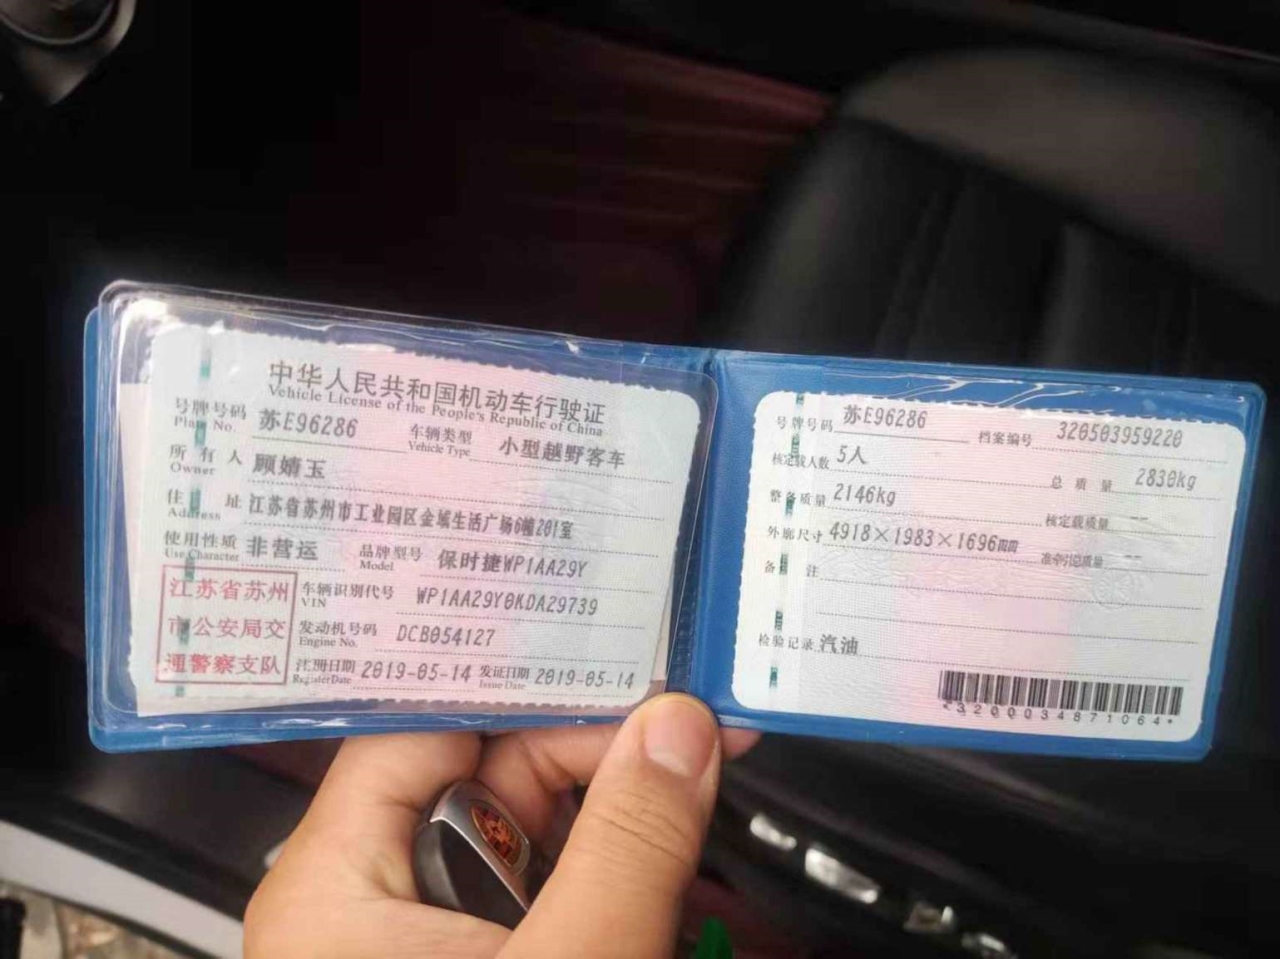 中华人民共和国机动车行驶证
Vehicle License of the People's Republic of China
号牌号码 苏E96286 车辆类型 小型越野客车
Plate No. Vehicle Type
所有人 顾婧玉
Owner
住址 江苏省苏州市工业园区金域生活广场6幢201室
Address
使用性质 非营运 品牌型号 保时捷WP1AA29Y
Use Character Model
江苏省苏州
市公安局交
通警察支队
车辆识别代号 WP1AA29Y0KDA29739
VIN
发动机号码 DCB054127
Engine No.
注册日期 2019-05-14 发证日期 2019-05-14
Register Date Issue Date
号牌号码 苏E96286 档案编号 320503959220
核定载人数 5人 总质量 2830kg
整备质量 2146kg 核定载质量 --
外廓尺寸 4918×1983×1696㎜ 准牵引总质量 --
备注
检验记录 汽油
*3200034871064*